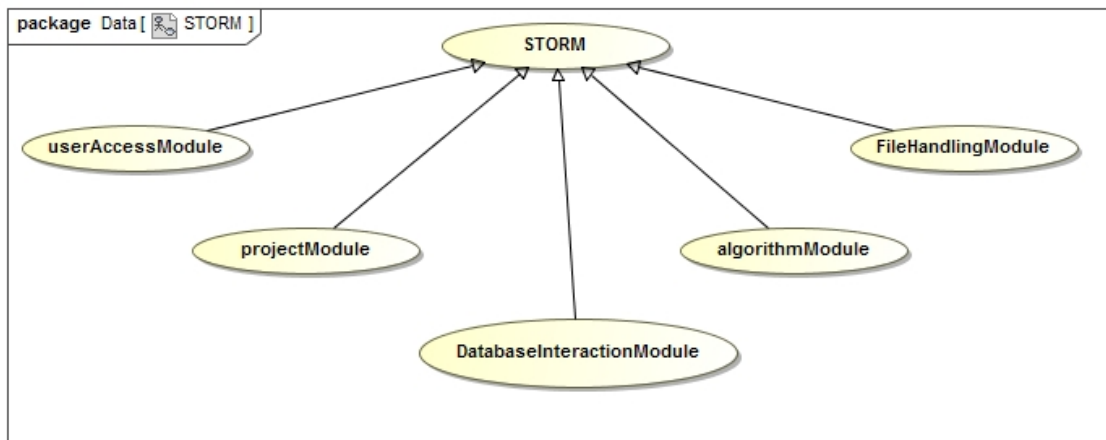 package Data [ STORM ]
STORM
userAccessModule
FileHandlingModule
projectModule
algorithmModule
DatabaseInteractionModule